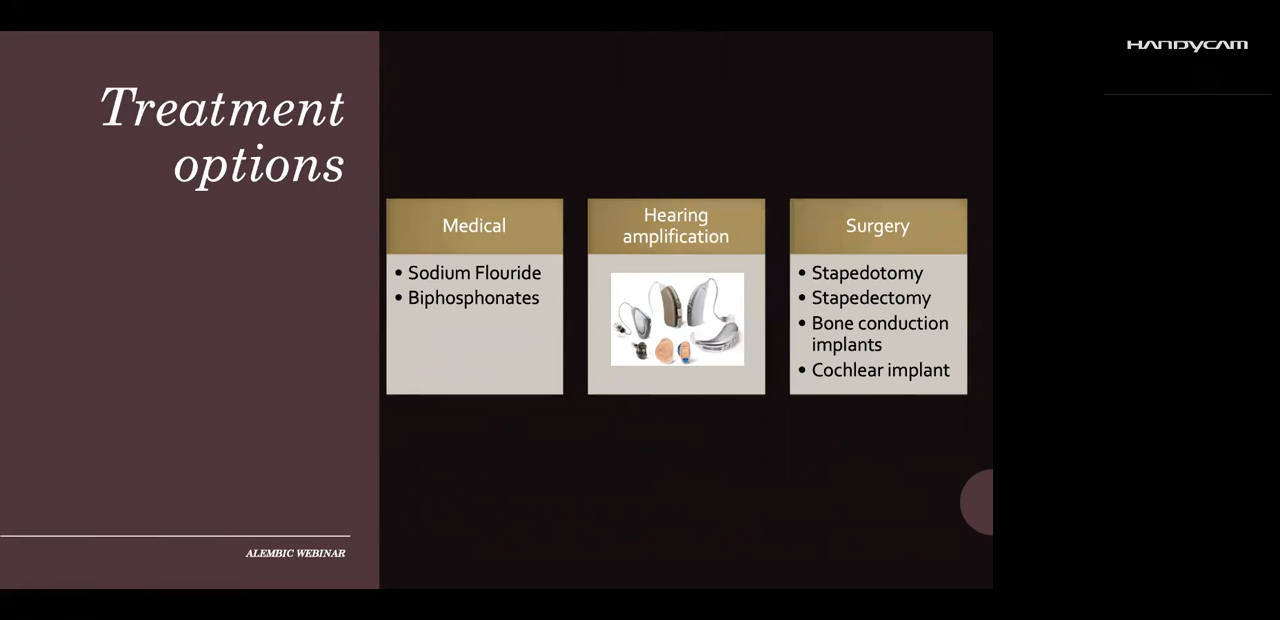 HANDYCAM
Treatment
options
Medical
• Sodium Flouride
• Biphosphonates
Hearing
amplification
Surgery
• Stapedotomy
• Stapedectomy
• Bone conduction
implants
• Cochlear implant
ALEMBIC WEBINAR